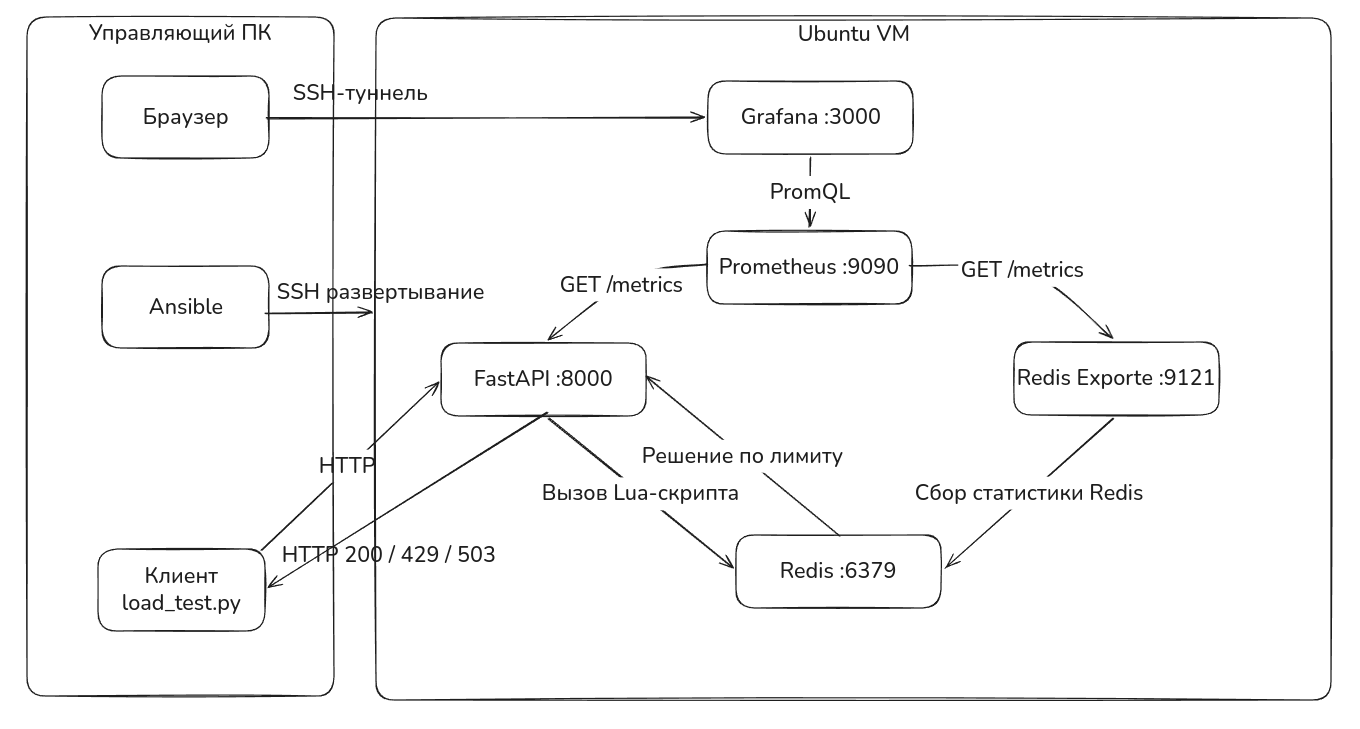 Управляющий ПК
Ubuntu VM
Браузер
SSH-туннель
Grafana :3000
PromQL
Ansible
SSH развертывание
Prometheus :9090
GET /metrics
GET /metrics
FastAPI :8000
Redis Exporte :9121
HTTP
Решение по лимиту
Вызов Lua-скрипта
Сбор статистики Redis
HTTP 200 / 429 / 503
Клиент
load_test.py
Redis :6379